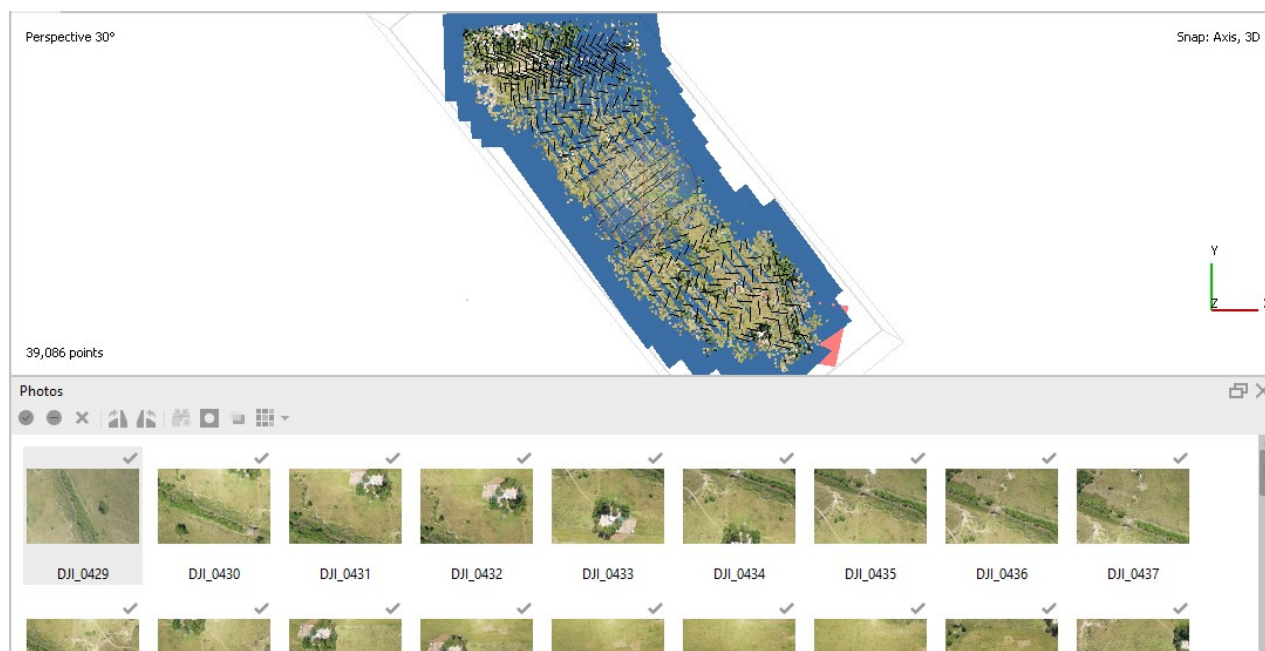 Perspective 30°
Snap: Axis, 3D
Y
Z
39,086 points
Photos
DJI_0429
DJI_0430
DJI_0431
DJI_0432
DJI_0433
DJI_0434
DJI_0435
DJI_0436
DJI_0437